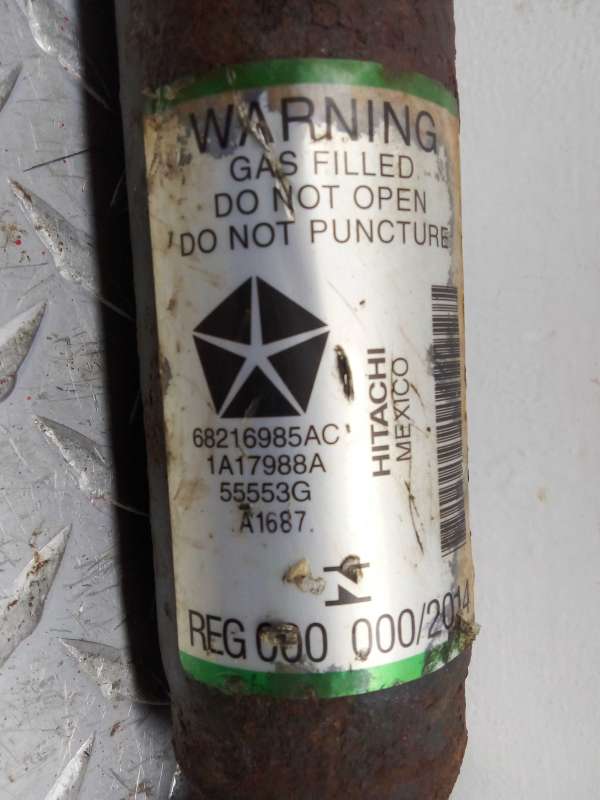 WARNING
GAS FILLED
DO NOT OPEN
DO NOT PUNCTURE
68216985AC
1A17988A
55553G
A1687.
HITACHI
MEXICO
REG 000 000/2014